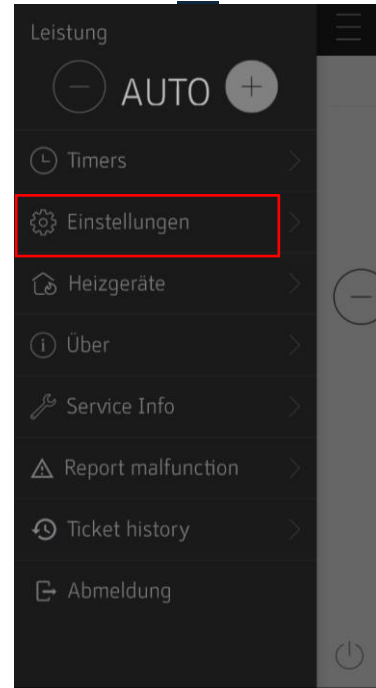 Leistung
AUTO
Timers
Einstellungen
Heizgeräte
Über
Service Info
Report malfunction
Ticket history
Abmeldung